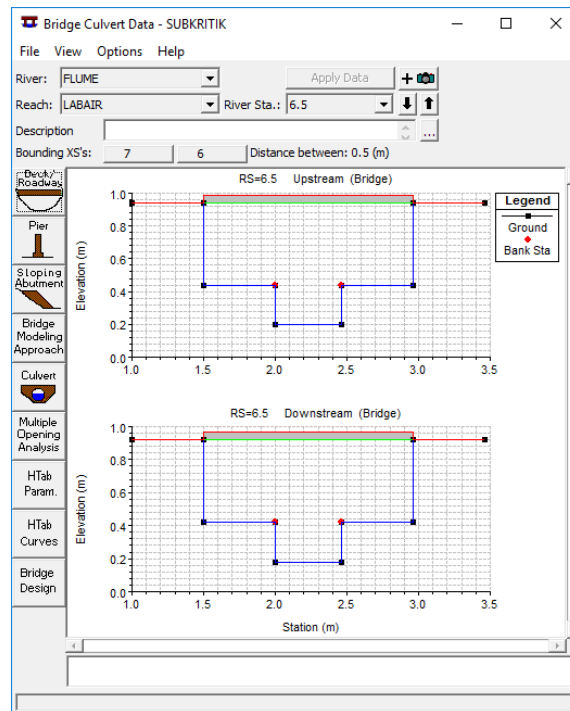 Bridge Culvert Data - SUBKRITIK
File View Options Help
River: FLUME Apply Data +
Reach: LABAIR River Sta.: 6.5
Description ...
Bounding XS's: 7 6 Distance between: 0.5 (m)
Deck/
Roadway
Pier
Sloping
Abutment
Bridge
Modeling
Approach
Culvert
Multiple
Opening
Analysis
HTab
Param.
HTab
Curves
Bridge
Design
RS=6.5 Upstream (Bridge)
Elevation (m)
1.0
0.8
0.6
0.4
0.2
0.0
1.0 1.5 2.0 2.5 3.0 3.5
Legend
Ground
Bank Sta
RS=6.5 Downstream (Bridge)
Elevation (m)
1.0
0.8
0.6
0.4
0.2
0.0
1.0 1.5 2.0 2.5 3.0 3.5
Station (m)